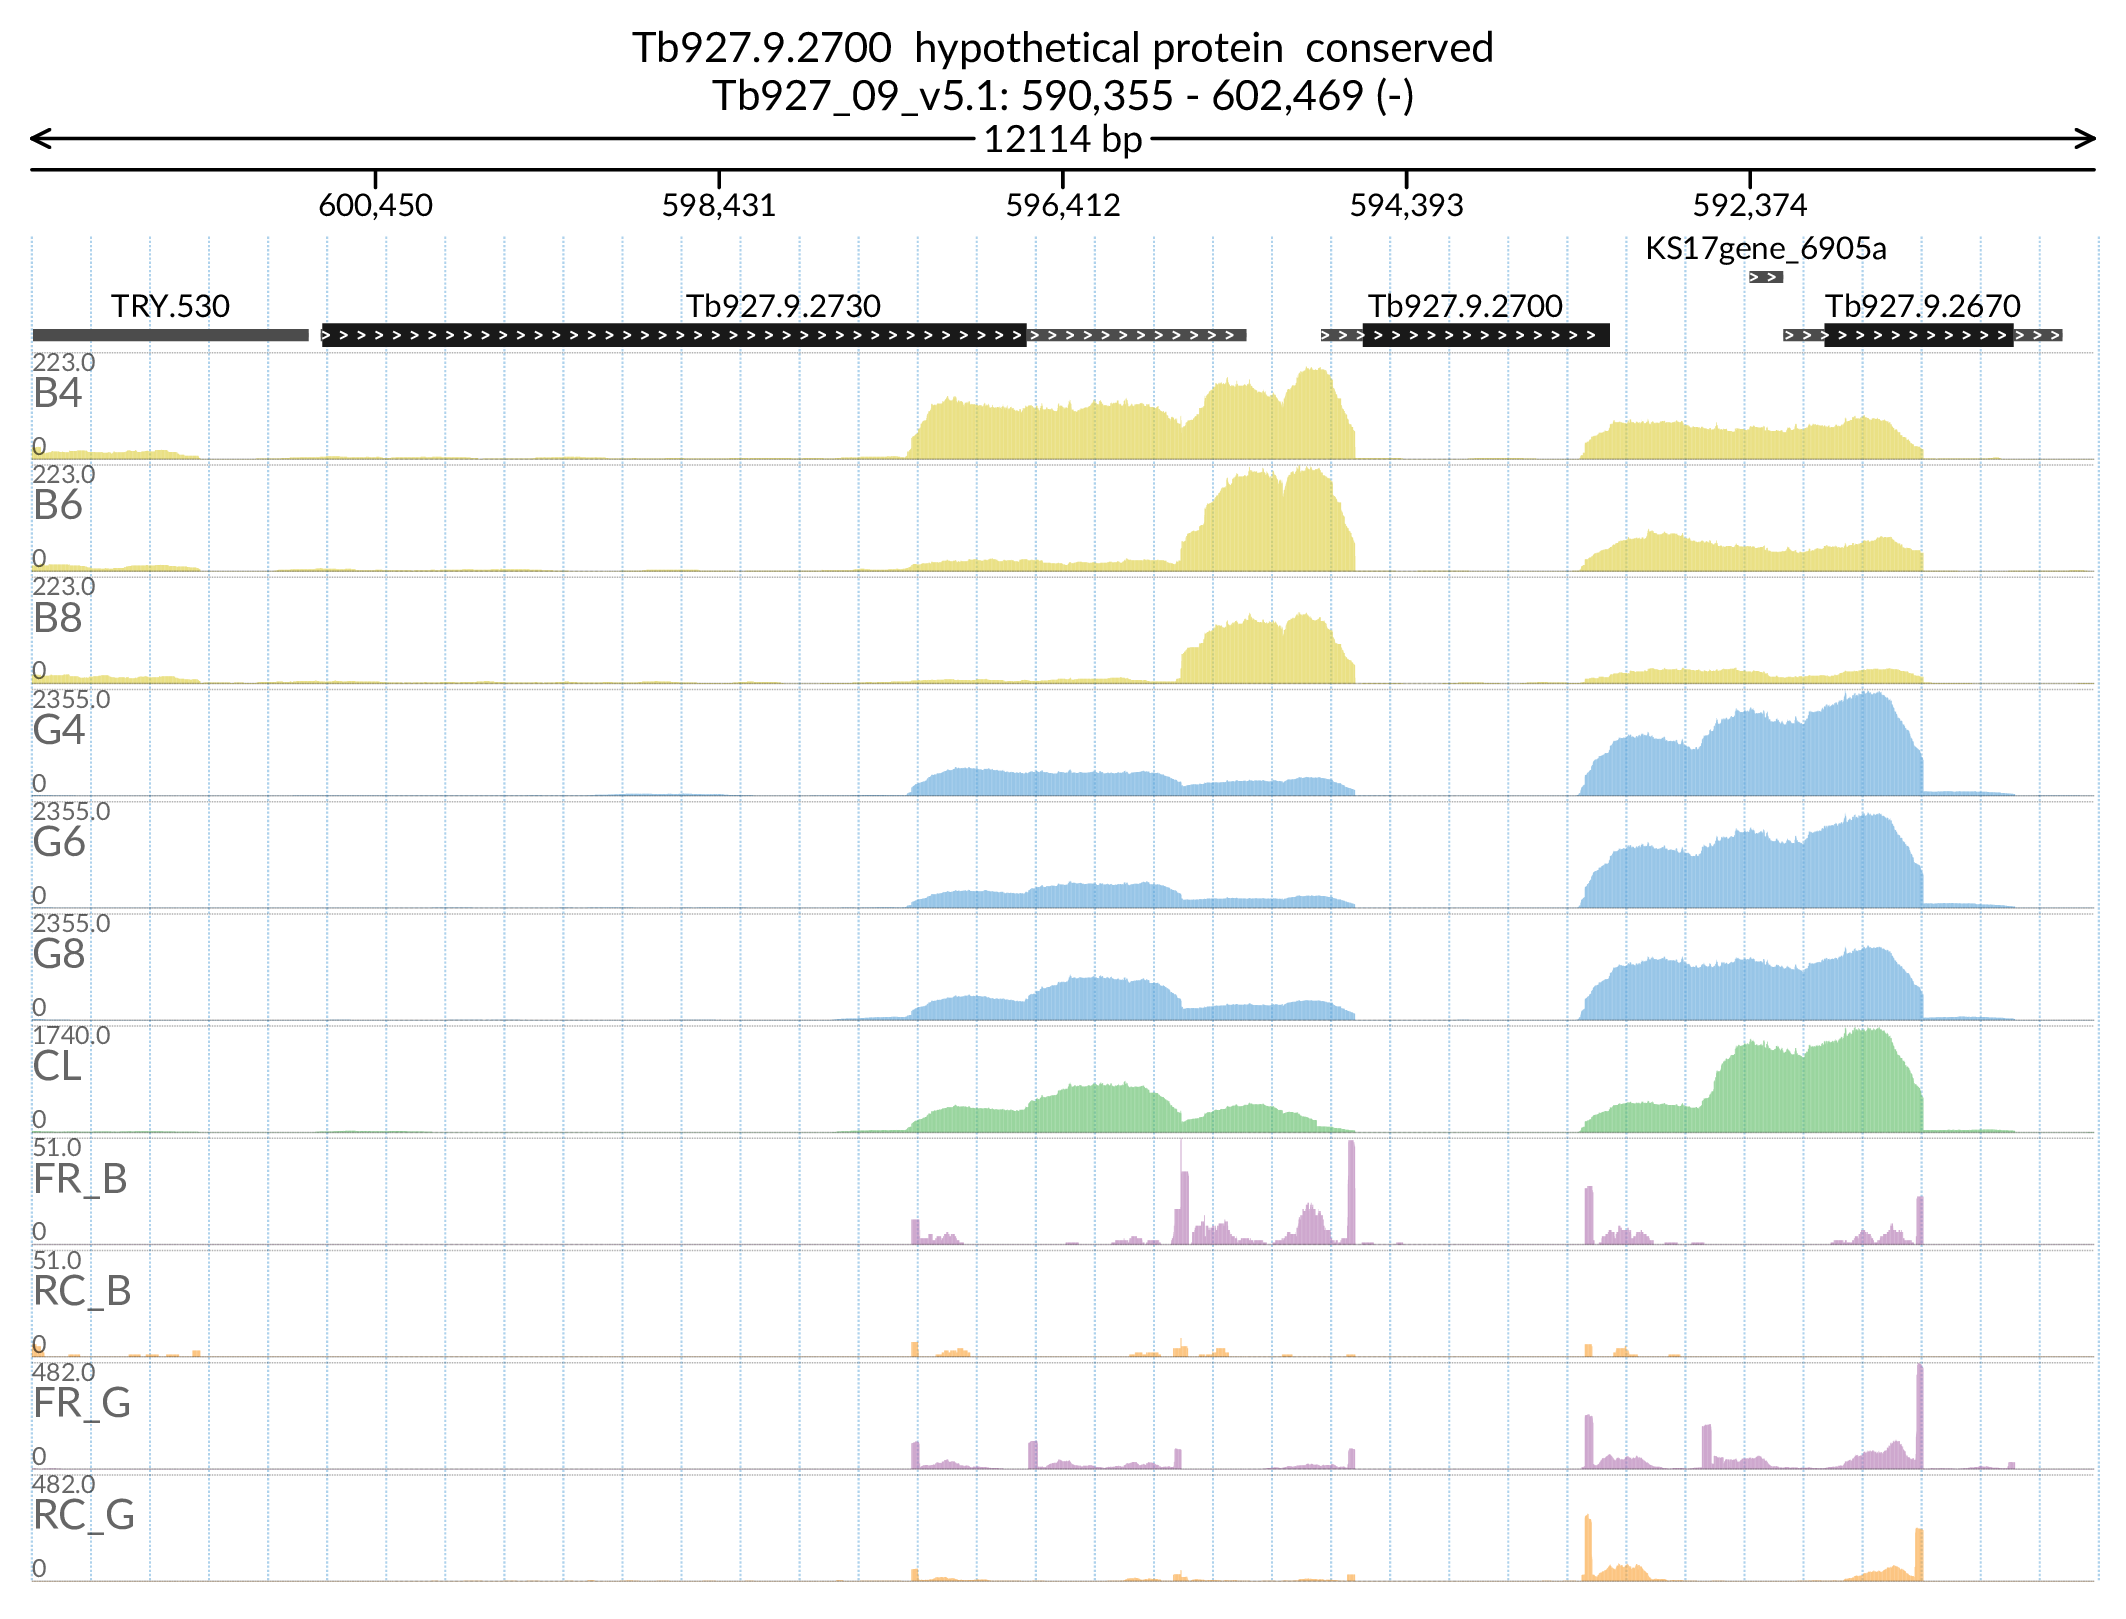 Tb927.9.2700  hypothetical protein  conserved
Tb927_09_v5.1: 590,355 - 602,469 (-)
12114 bp
600,450 598,431 596,412 594,393 592,374
KS17gene_6905a
TRY.530 Tb927.9.2730 Tb927.9.2700 Tb927.9.2670
223.0
B4
0
223.0
B6
0
223.0
B8
0
2355.0
G4
0
2355.0
G6
0
2355.0
G8
0
1740.0
CL
0
51.0
FR_B
0
51.0
RC_B
0
482.0
FR_G
0
482.0
RC_G
0